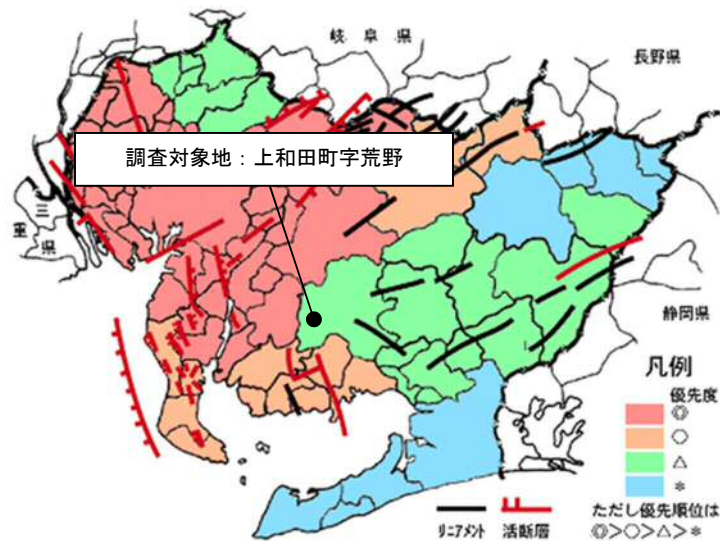 岐阜県
長野県
調査対象地：上和田町字荒野
三重県
静岡県
凡例
優先度
◎
○
△
＊
リニアメント 活断層
ただし優先順位は
◎>○>△>＊